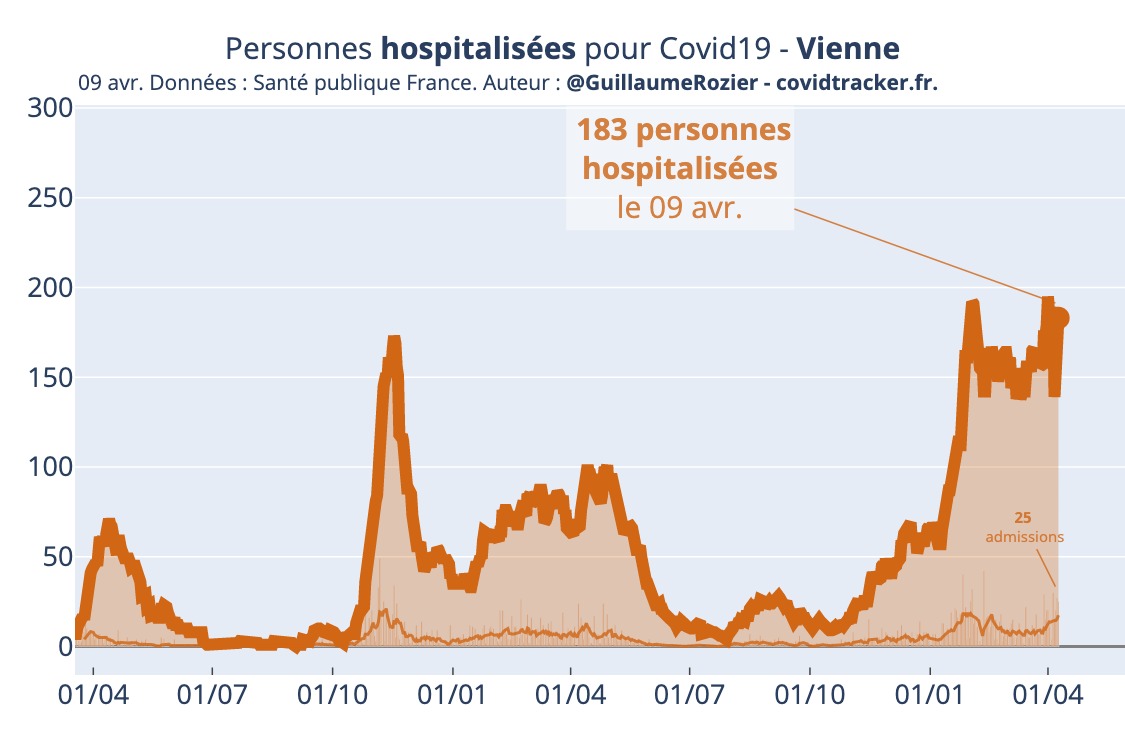 Personnes hospitalisées pour Covid19 - Vienne
09 avr. Données : Santé publique France. Auteur : @GuillaumeRozier - covidtracker.fr.
300
183 personnes
hospitalisées
le 09 avr.
250
200
150
100
25
admissions
50
0
01/04 01/07 01/10 01/01 01/04 01/07 01/10 01/01 01/04